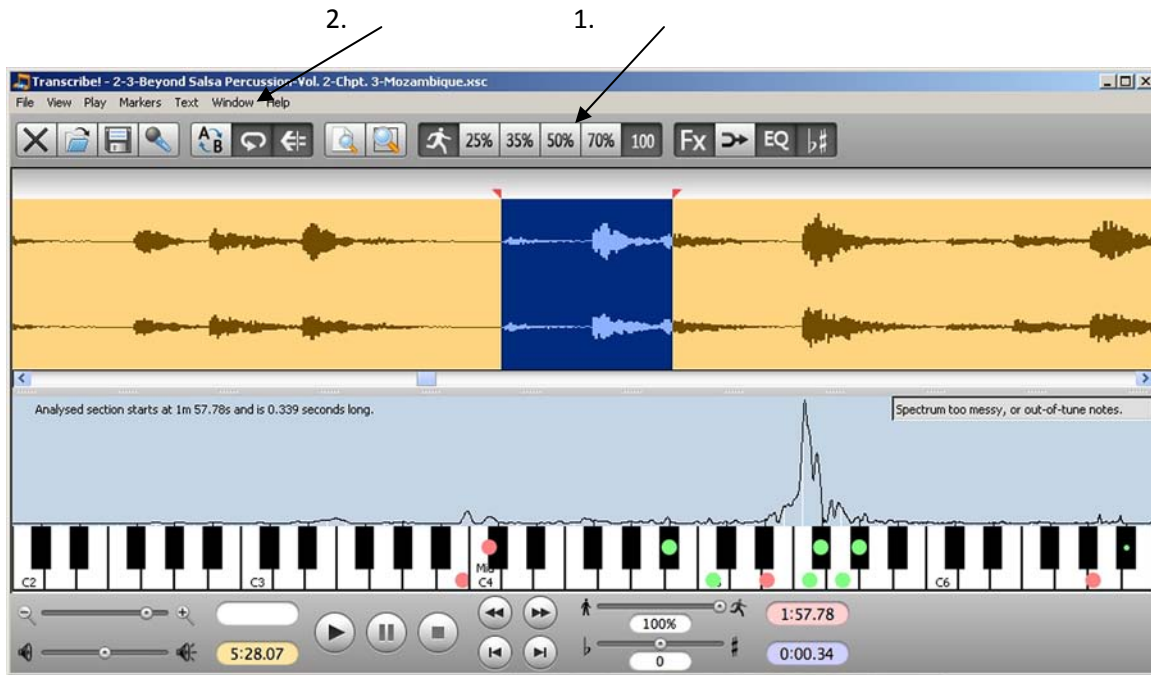 2. 1.
Transcribe! - 2-3-Beyond Salsa Percussion-Vol. 2-Chpt. 3-Mozambique.xsc
File View Play Markers Text Window Help
A B 25% 35% 50% 70% 100 Fx EQ ♭♯
Analysed section starts at 1m 57.78s and is 0.339 seconds long. Spectrum too messy, or out-of-tune notes.
Mid
C2 C3 C4 C6
100% 1:57.78
5:28.07 ♭ ♯ 0:00.34
0